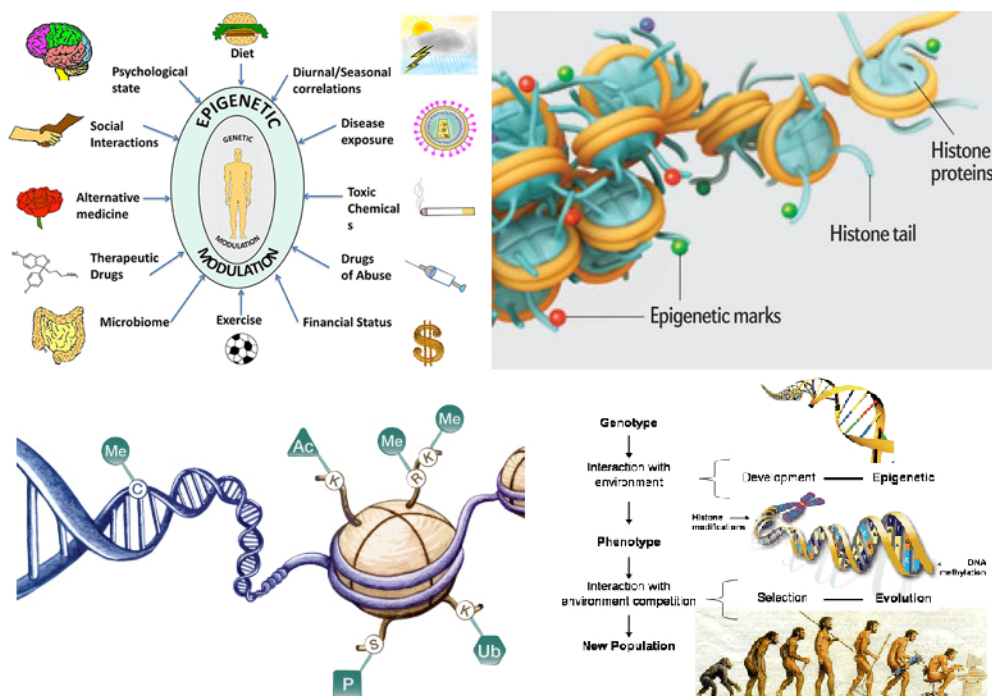 Diet
Psychological
state
Diurnal/Seasonal
correlations
EPIGENETIC
Social
Interactions
Disease
exposure
GENETIC
Alternative
medicine
Toxic
Chemical
s
MODULATION
MODULATION
Therapeutic
Drugs
Drugs
of Abuse
Microbiome
Exercise
Financial Status
$
Histone
proteins
Histone tail
Epigenetic marks
Me
C
Ac
K
Me
R
Me
K
S
P
K
Ub
Genotype
Interaction with
environment
Development
Epigenetic
Histone
modifications
Phenotype
DNA
methylation
Interaction with
environment competition
Selection
Evolution
New Population